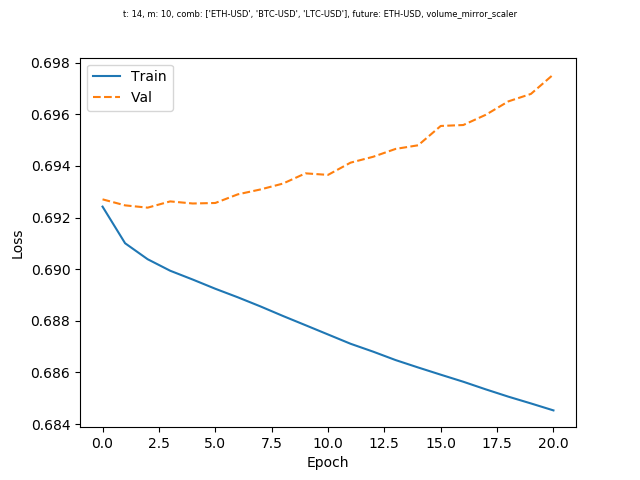 t: 14, m: 10, comb: ['ETH-USD', 'BTC-USD', 'LTC-USD'], future: ETH-USD, volume_mirror_scaler
0.698
0.696
0.694
0.692
0.690
0.688
0.686
0.684
Loss
Train
Val
0.0 2.5 5.0 7.5 10.0 12.5 15.0 17.5 20.0
Epoch